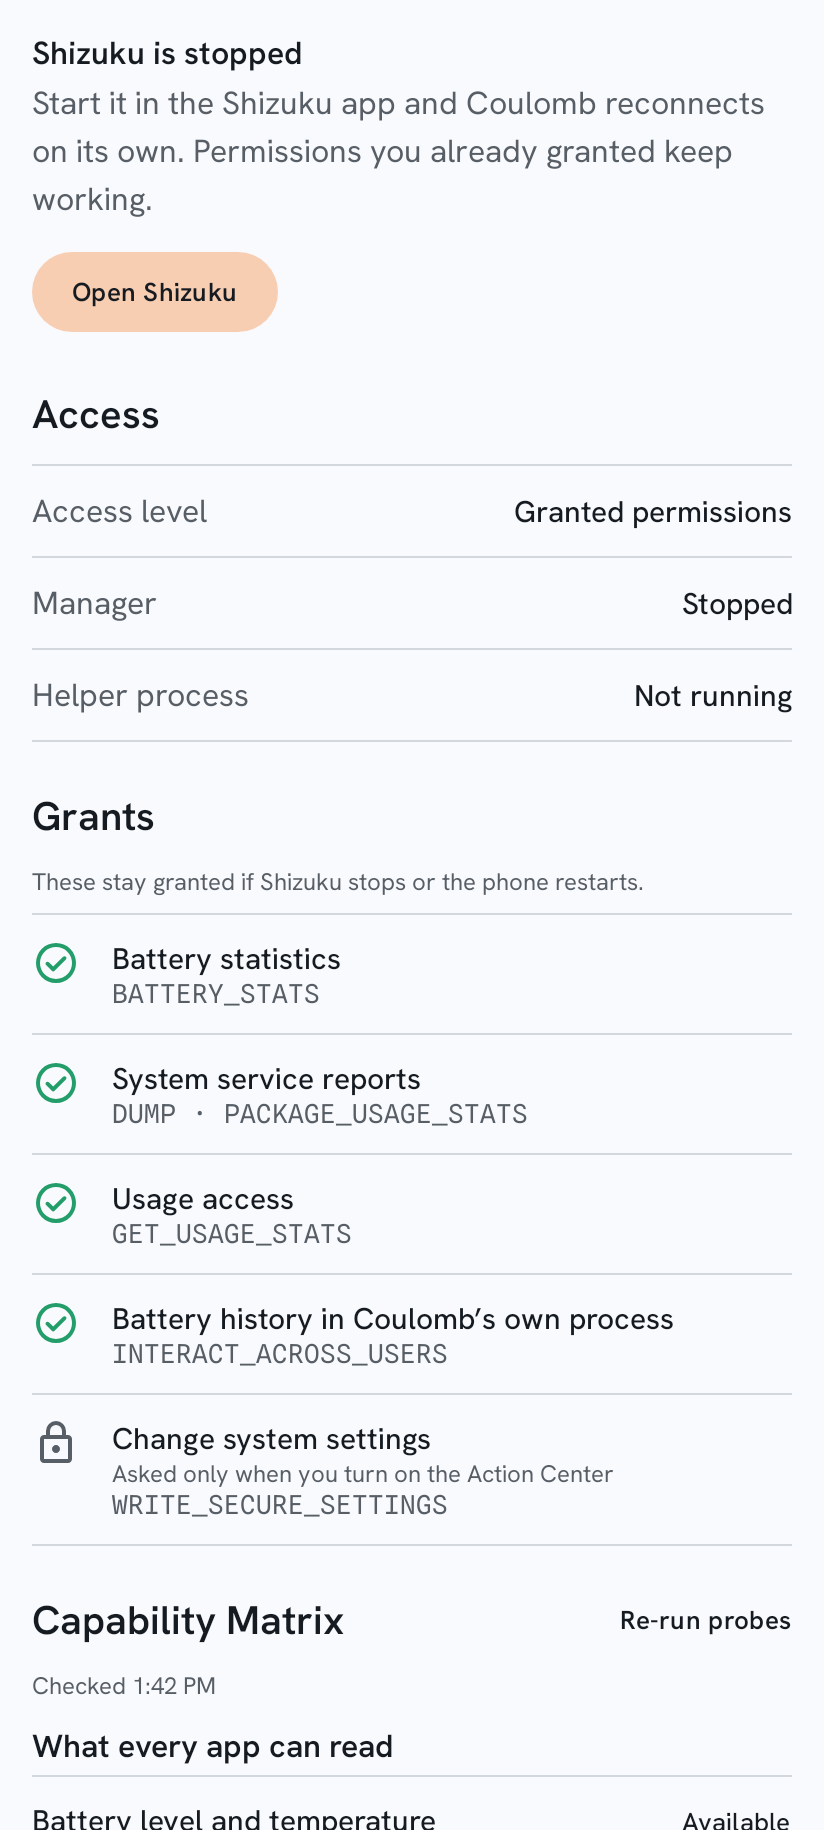 Shizuku is stopped
Start it in the Shizuku app and Coulomb reconnects
on its own. Permissions you already granted keep
working.
Open Shizuku
Access
Access level Granted permissions
Manager Stopped
Helper process Not running
Grants
These stay granted if Shizuku stops or the phone restarts.
Battery statistics
BATTERY_STATS
System service reports
DUMP · PACKAGE_USAGE_STATS
Usage access
GET_USAGE_STATS
Battery history in Coulomb’s own process
INTERACT_ACROSS_USERS
Change system settings
Asked only when you turn on the Action Center
WRITE_SECURE_SETTINGS
Capability Matrix Re-run probes
Checked 1:42 PM
What every app can read
Battery level and temperature Available